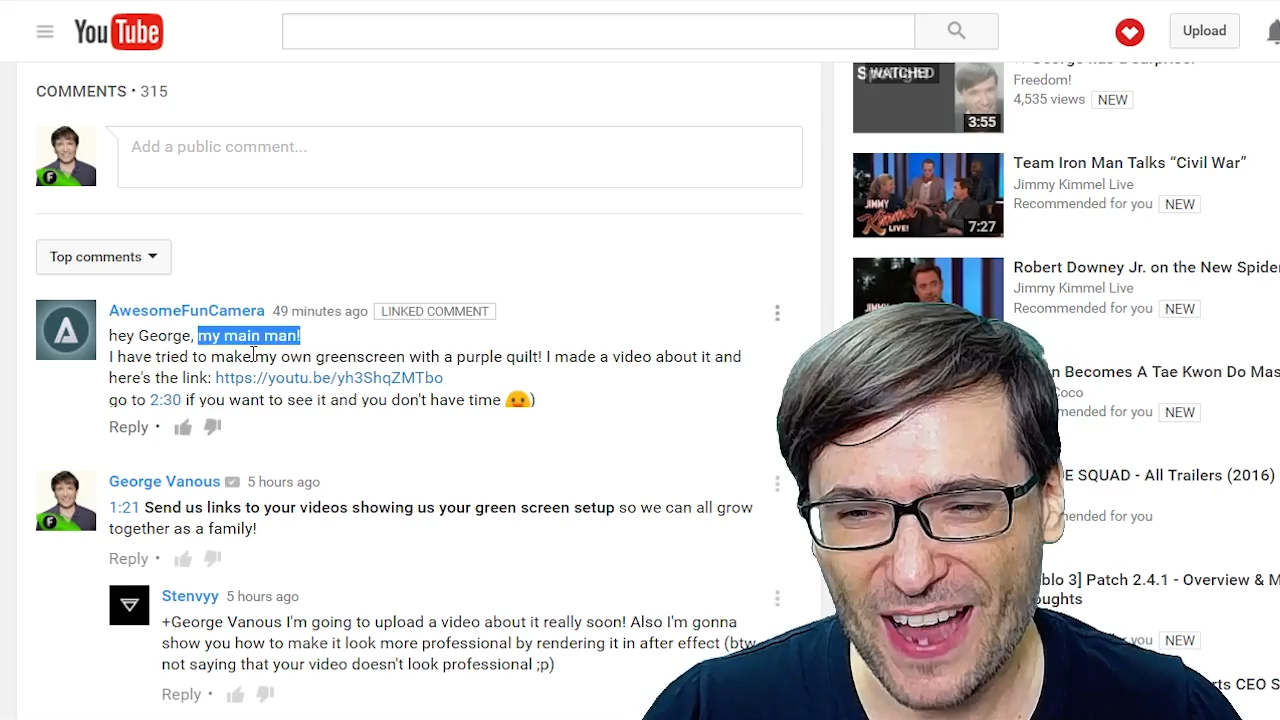 YouTube
Upload
COMMENTS • 315
Add a public comment...
Top comments
AwesomeFunCamera 49 minutes ago LINKED COMMENT
hey George, my main man!
I have tried to make my own greenscreen with a purple quilt! I made a video about it and
here's the link: https://youtu.be/yh3ShqZMTbo
go to 2:30 if you want to see it and you don't have time )
Reply •
George Vanous 5 hours ago
1:21 Send us links to your videos showing us your green screen setup so we can all grow
together as a family!
Reply •
Stenvyy 5 hours ago
+George Vanous I'm going to upload a video about it really soon! Also I'm gonna
show you how to make it look more professional by rendering it in after effect (btw
not saying that your video doesn't look professional ;p)
Reply •
WATCHED
3:55
Freedom!
4,535 views NEW
JIMMY
KIMMEL
LIVE!
7:27
Team Iron Man Talks “Civil War”
Jimmy Kimmel Live
Recommended for you NEW
Robert Downey Jr. on the New Spider
Jimmy Kimmel Live
Recommended for you NEW
n Becomes A Tae Kwon Do Mas
Coco
mended for you NEW
E SQUAD - All Trailers (2016)
mended for you
blo 3] Patch 2.4.1 - Overview & M
oughts
e for you NEW
rts CEO S